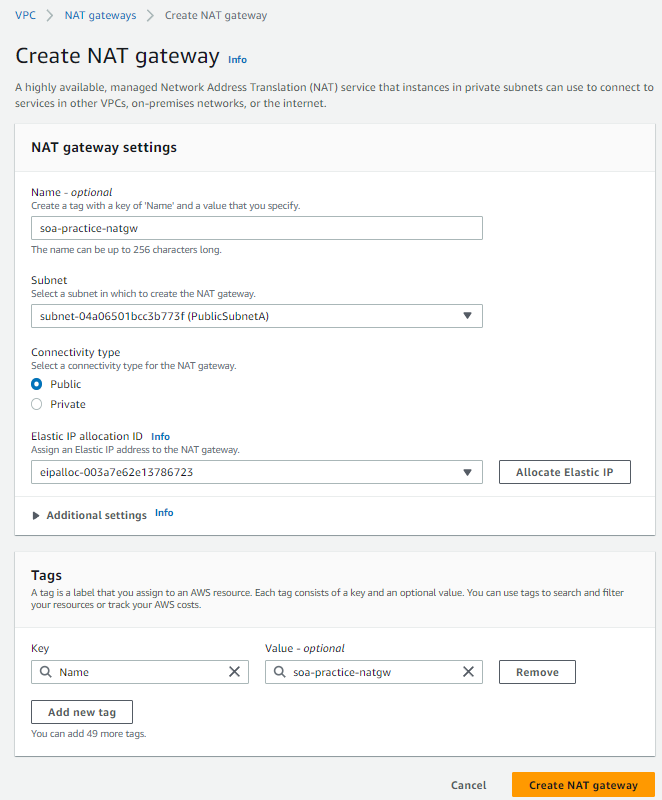 VPC > NAT gateways > Create NAT gateway
Create NAT gateway Info
A highly available, managed Network Address Translation (NAT) service that instances in private subnets can use to connect to
services in other VPCs, on-premises networks, or the internet.
NAT gateway settings
Name - optional
Create a tag with a key of 'Name' and a value that you specify.
soa-practice-natgw
The name can be up to 256 characters long.
Subnet
Select a subnet in which to create the NAT gateway.
subnet-04a06501bcc3b773f (PublicSubnetA)
Connectivity type
Select a connectivity type for the NAT gateway.
Public
Private
Elastic IP allocation ID Info
Assign an Elastic IP address to the NAT gateway.
eipalloc-003a7e62e13786723 Allocate Elastic IP
Additional settings Info
Tags
A tag is a label that you assign to an AWS resource. Each tag consists of a key and an optional value. You can use tags to search and filter
your resources or track your AWS costs.
Key Value - optional
Name soa-practice-natgw Remove
Add new tag
You can add 49 more tags.
Cancel Create NAT gateway